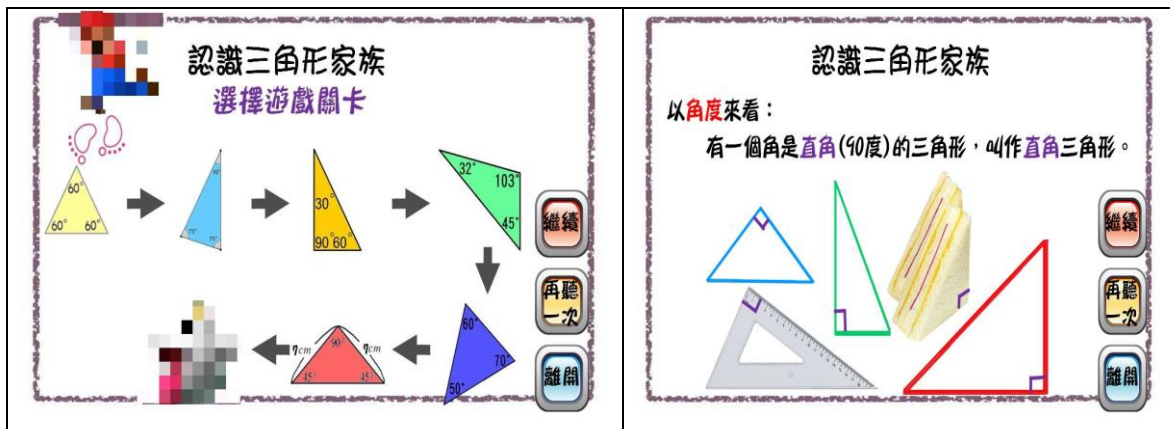 認識三角形家族
選擇遊戲關卡
60°
60° 60°
30°
75° 75°
30°
90°60°
32° 103°
45°
繼續
再聽
一次
離開
60°
70°
50°
7cm 7cm
90°
45° 45°
認識三角形家族
以角度來看：
有一個角是直角(90度)的三角形，叫作直角三角形。
繼續
再聽
一次
離開